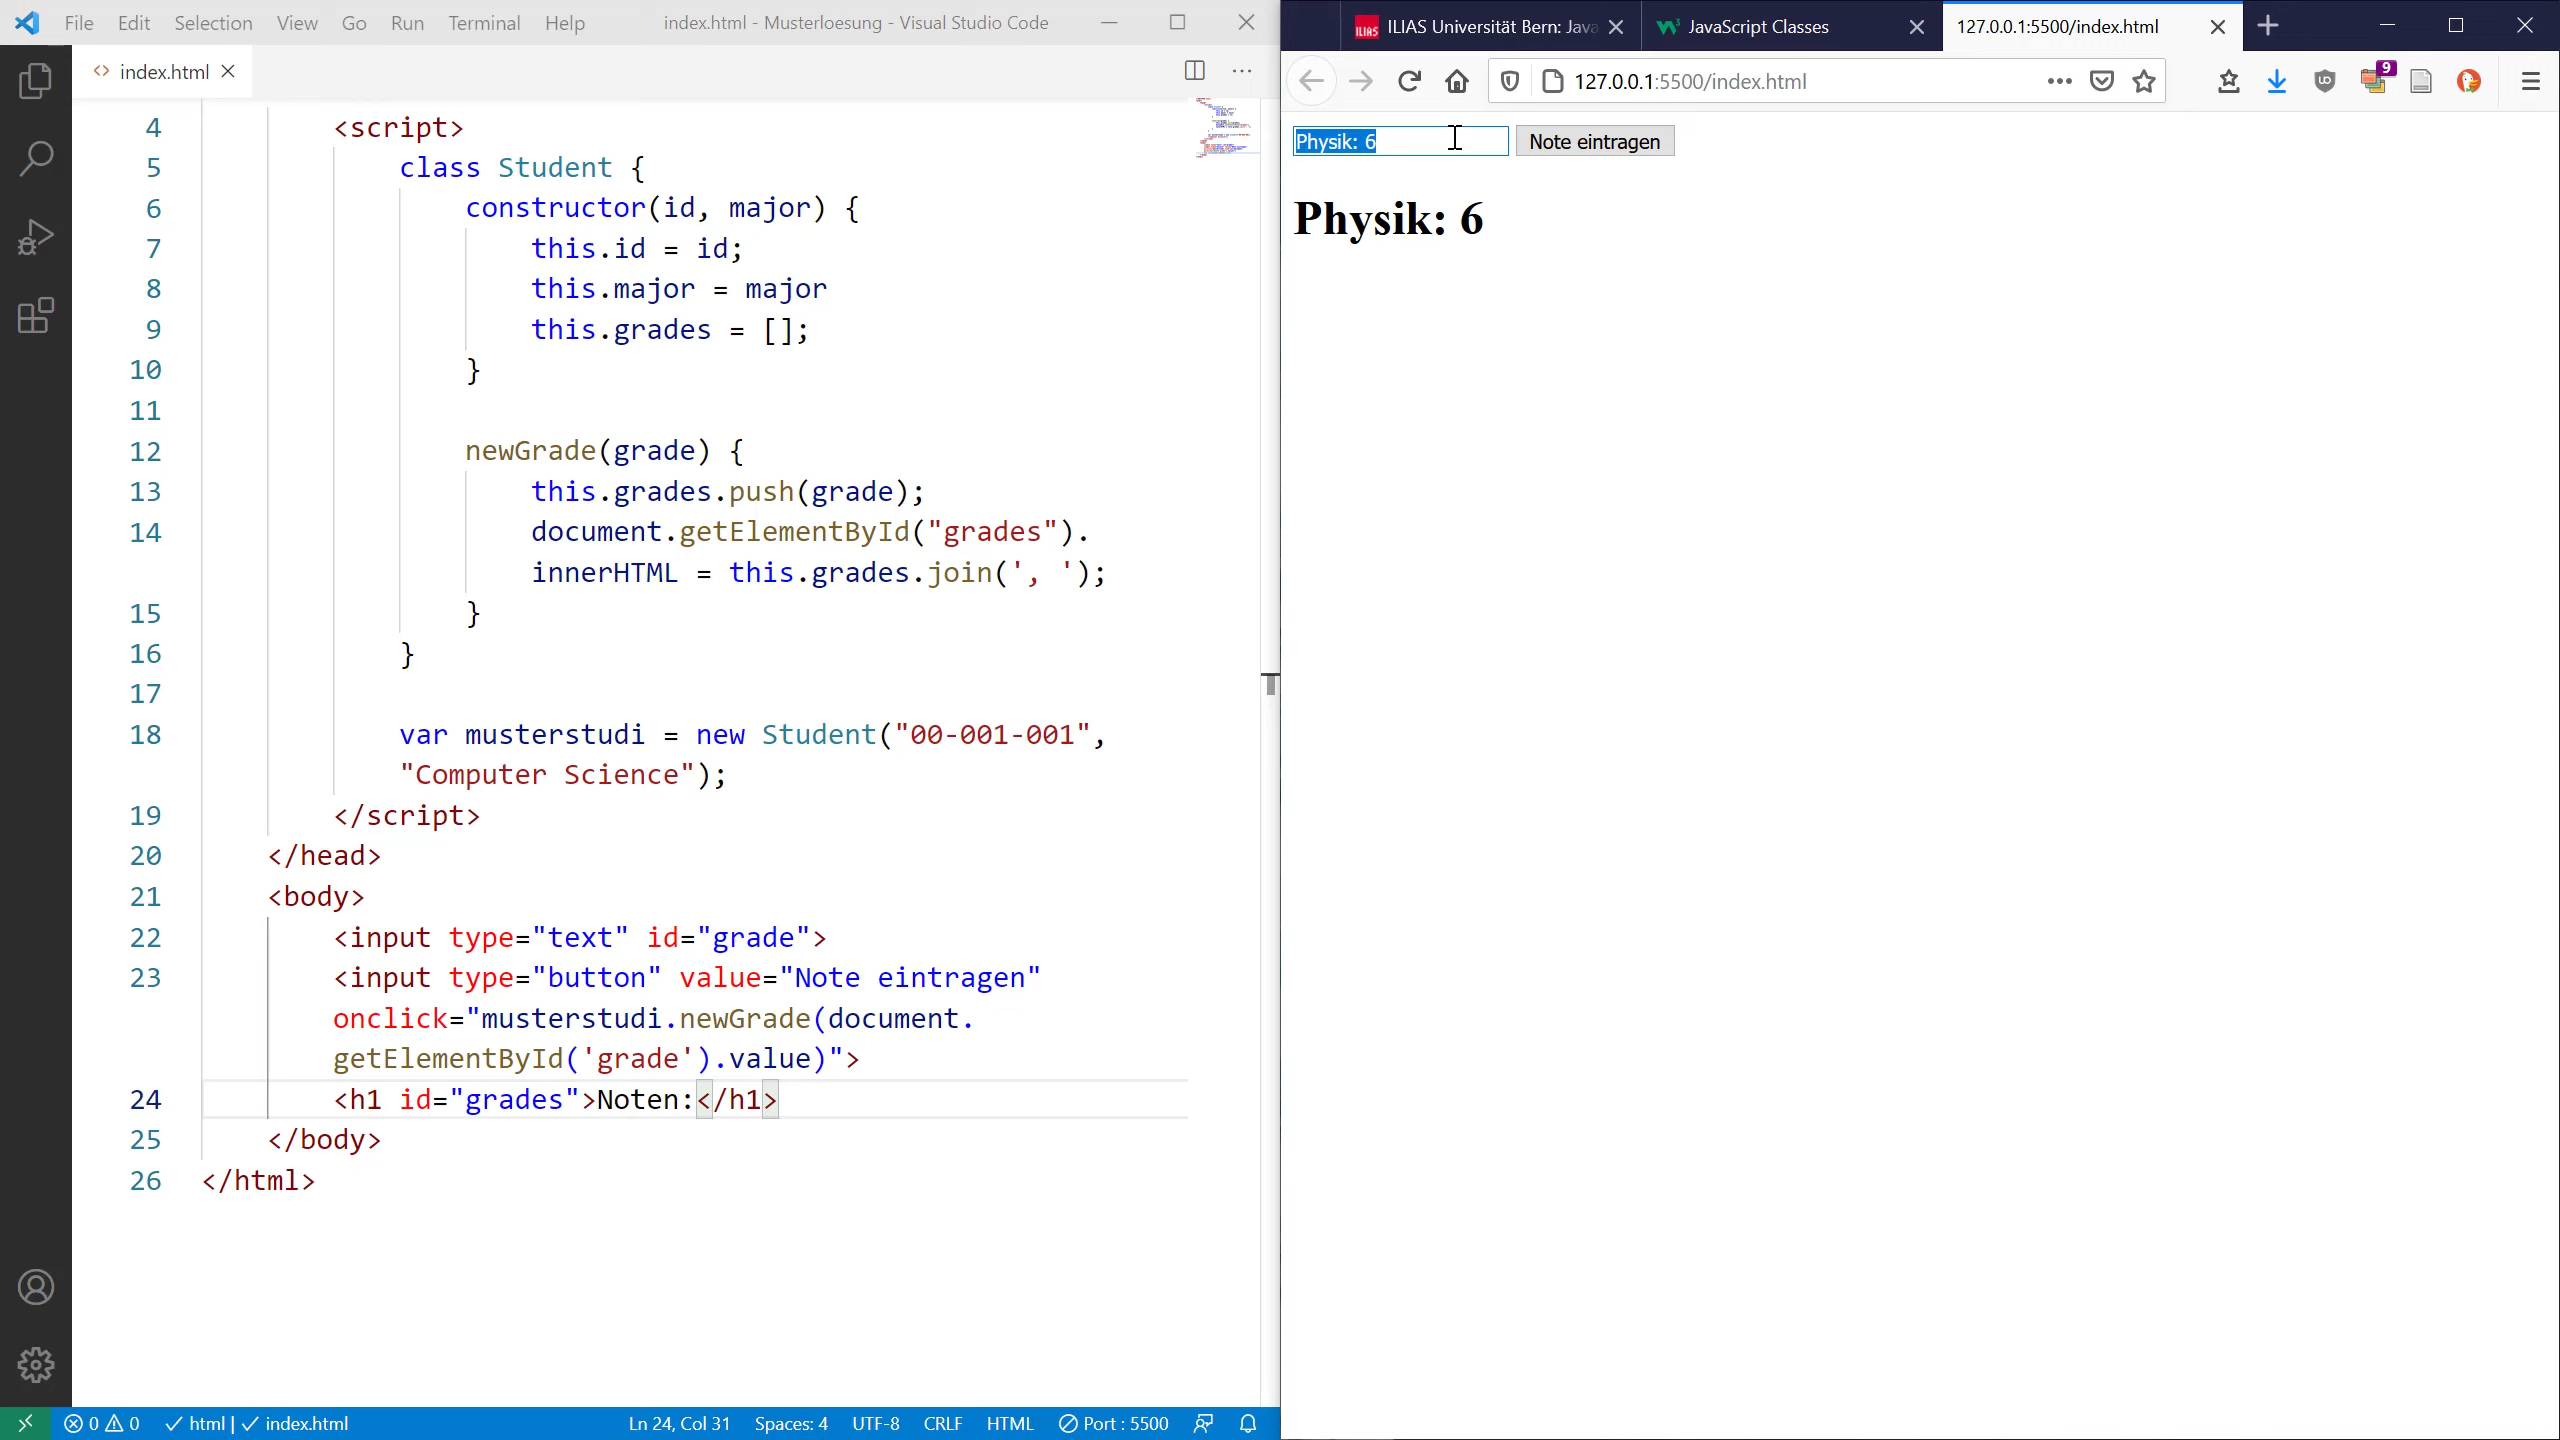 File Edit Selection View Go Run Terminal Help index.html - Musterloesung - Visual Studio Code
index.html
4 <script>
5 class Student {
6 constructor(id, major) {
7 this.id = id;
8 this.major = major
9 this.grades = [];
10 }
11
12 newGrade(grade) {
13 this.grades.push(grade);
14 document.getElementById("grades").
innerHTML = this.grades.join(', ');
15 }
16 }
17
18 var musterstudi = new Student("00-001-001",
"Computer Science");
19 </script>
20 </head>
21 <body>
22 <input type="text" id="grade">
23 <input type="button" value="Note eintragen"
onclick="musterstudi.newGrade(document.
getElementById('grade').value)">
24 <h1 id="grades">Noten:</h1>
25 </body>
26 </html>
0 0 html | index.html Ln 24, Col 31 Spaces: 4 UTF-8 CRLF HTML Port : 5500
ILIAS ILIAS Universität Bern: Java JavaScript Classes 127.0.0.1:5500/index.html
127.0.0.1:5500/index.html 9
Physik: 6 Note eintragen
Physik: 6